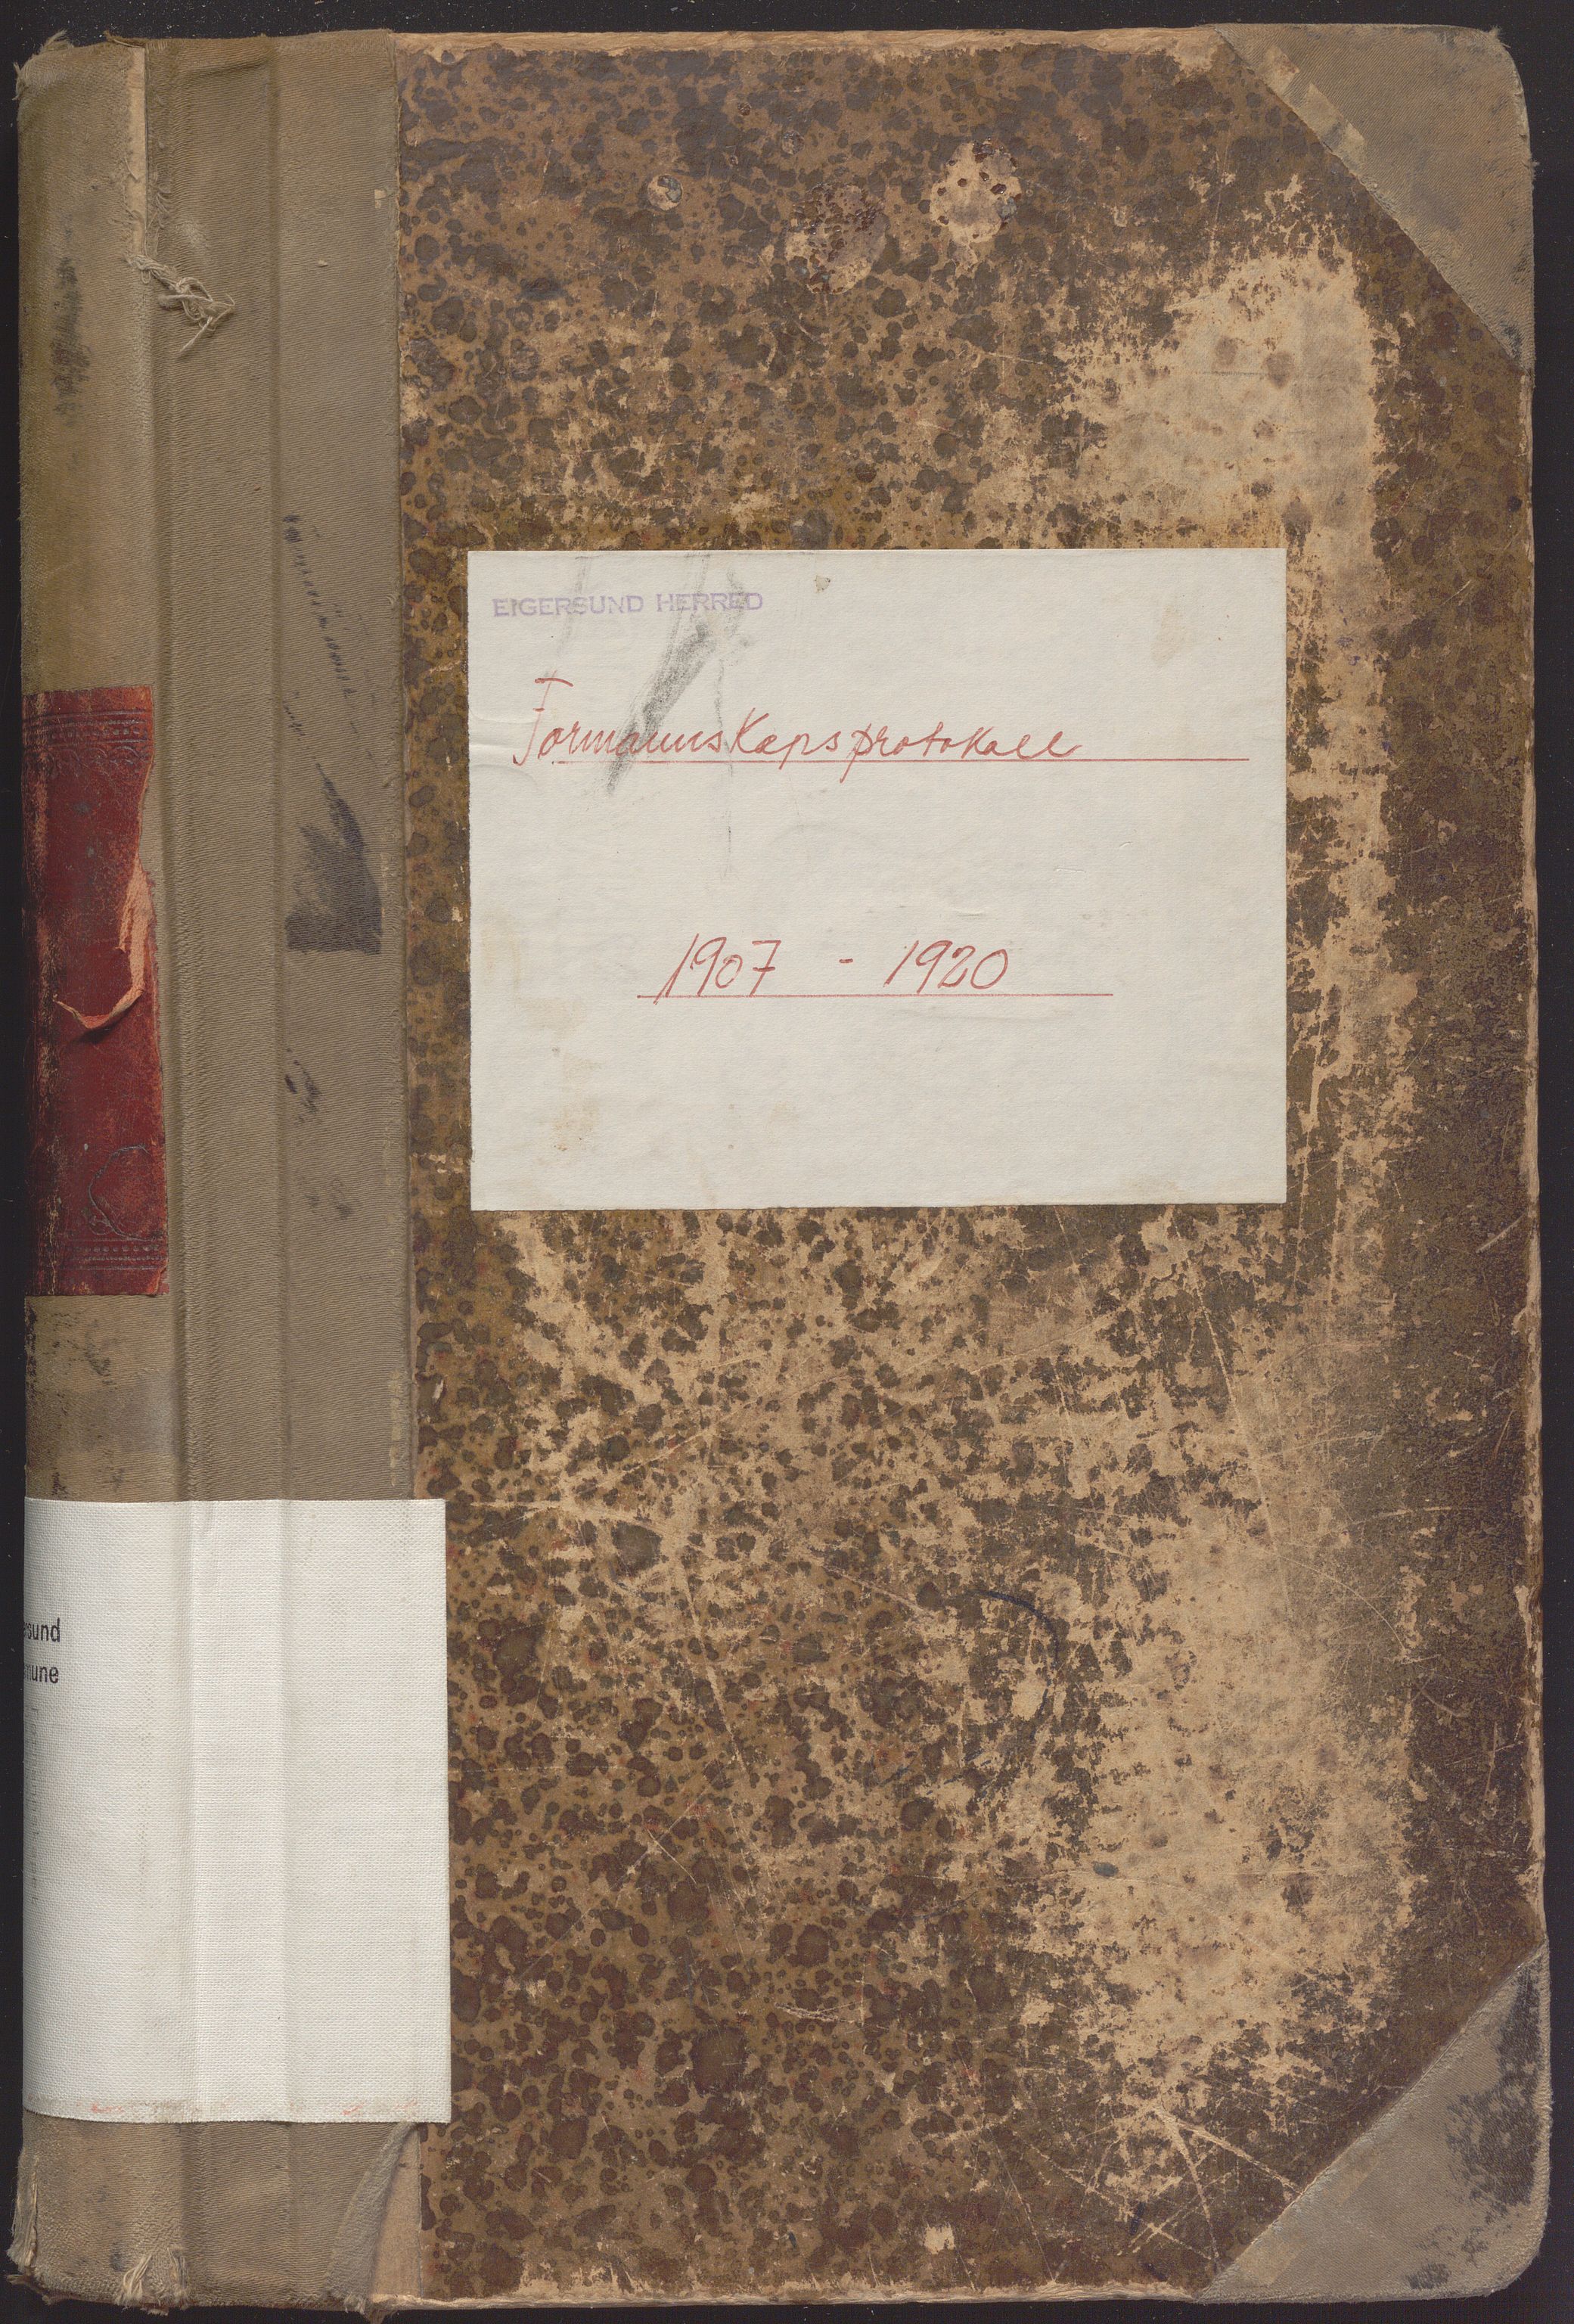 EIGERSUND HERRED
Formannskapsprotokoll
1907 - 1920
sund
mune